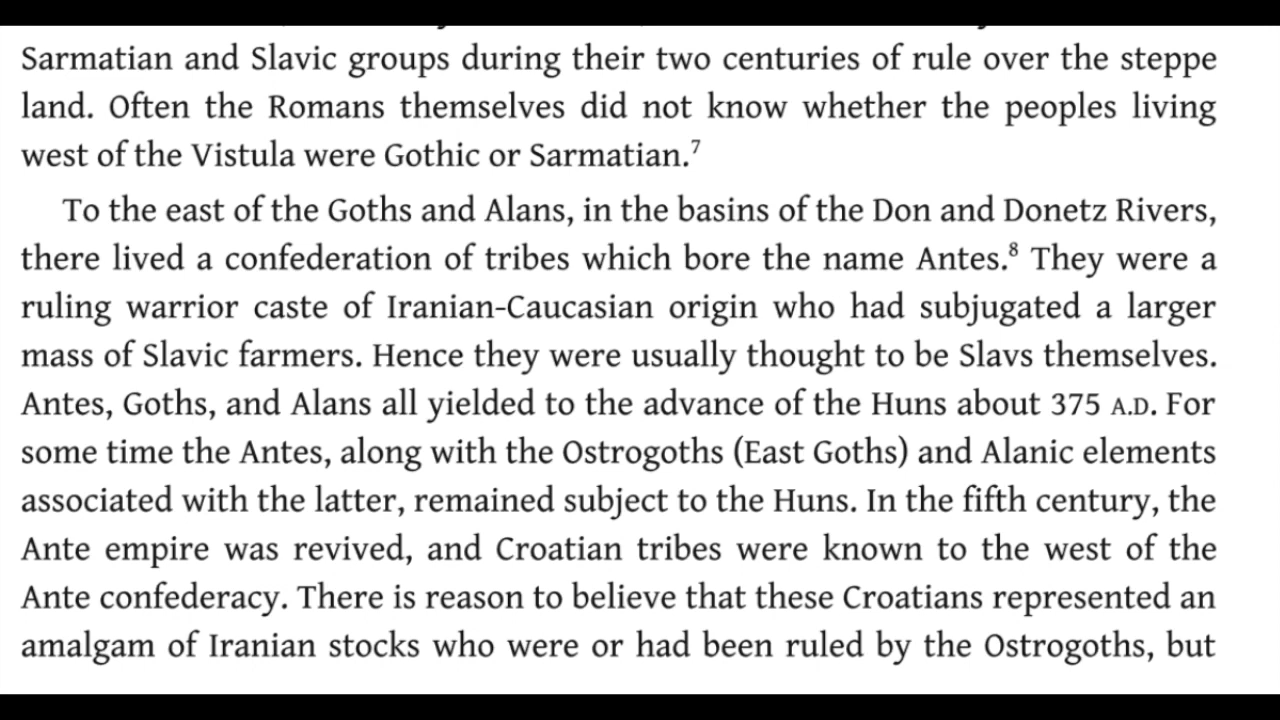 Sarmatian and Slavic groups during their two centuries of rule over the steppe
land. Often the Romans themselves did not know whether the peoples living
west of the Vistula were Gothic or Sarmatian.⁷
To the east of the Goths and Alans, in the basins of the Don and Donetz Rivers,
there lived a confederation of tribes which bore the name Antes.⁸ They were a
ruling warrior caste of Iranian-Caucasian origin who had subjugated a larger
mass of Slavic farmers. Hence they were usually thought to be Slavs themselves.
Antes, Goths, and Alans all yielded to the advance of the Huns about 375 A.D. For
some time the Antes, along with the Ostrogoths (East Goths) and Alanic elements
associated with the latter, remained subject to the Huns. In the fifth century, the
Ante empire was revived, and Croatian tribes were known to the west of the
Ante confederacy. There is reason to believe that these Croatians represented an
amalgam of Iranian stocks who were or had been ruled by the Ostrogoths, but